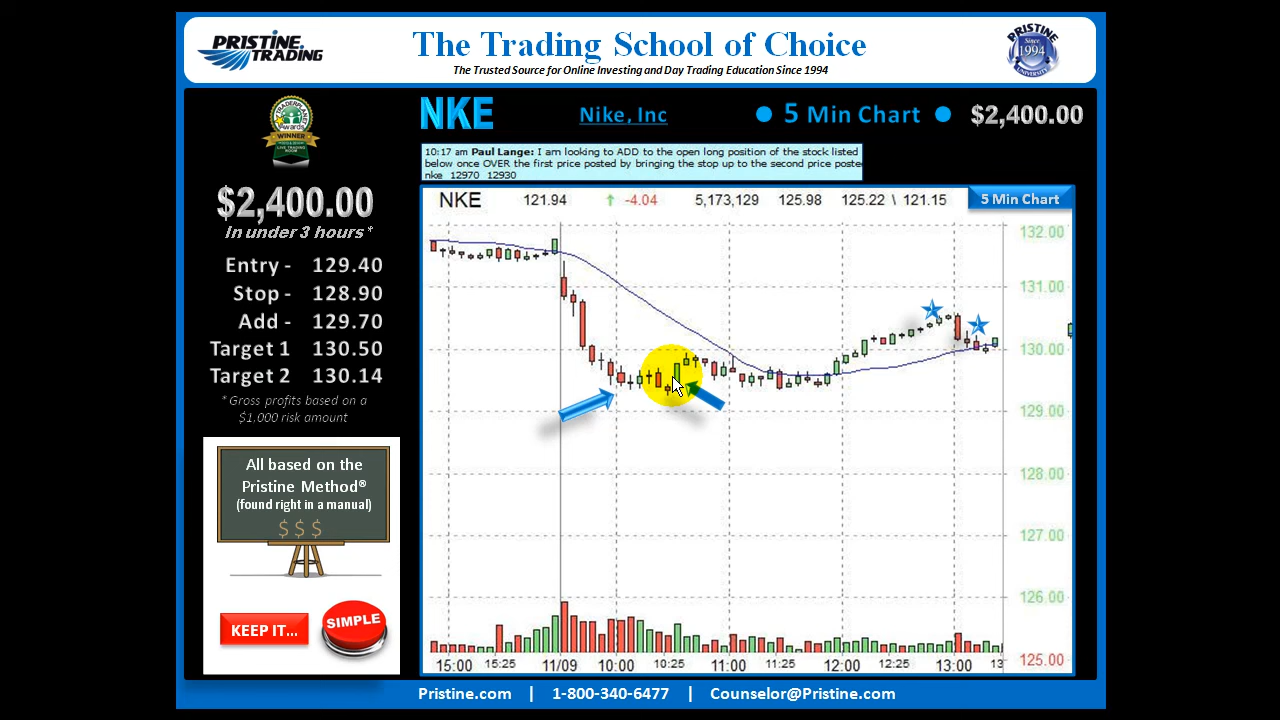 PRISTINE
TRADING
The Trading School of Choice
The Trusted Source for Online Investing and Day Trading Education Since 1994
PRISTINE
Since
1994
UNIVERSITY
TRADERPLANET
Awards
WINNER
LIVE TRADING
ROOM
$2,400.00
In under 3 hours*
Entry - 129.40
Stop - 128.90
Add - 129.70
Target 1 130.50
Target 2 130.14
* Gross profits based on a
$1,000 risk amount
All based on the
Pristine Method®
(found right in a manual)
$ $ $
KEEP IT...
SIMPLE
NKE
Nike, Inc
5 Min Chart
$2,400.00
10:17 am Paul Lange: I am looking to ADD to the open long position of the stock listed
below once OVER the first price posted by bringing the stop up to the second price poste
nke 12970 12930
NKE 121.94 -4.04 5,173,129 125.98 125.22 \ 121.15
5 Min Chart
132.00
131.00
130.00
129.00
128.00
127.00
126.00
125.00
15:00 15:25 11/09 10:00 10:25 11:00 11:25 12:00 12:25 13:00 13
Pristine.com | 1-800-340-6477 | Counselor@Pristine.com